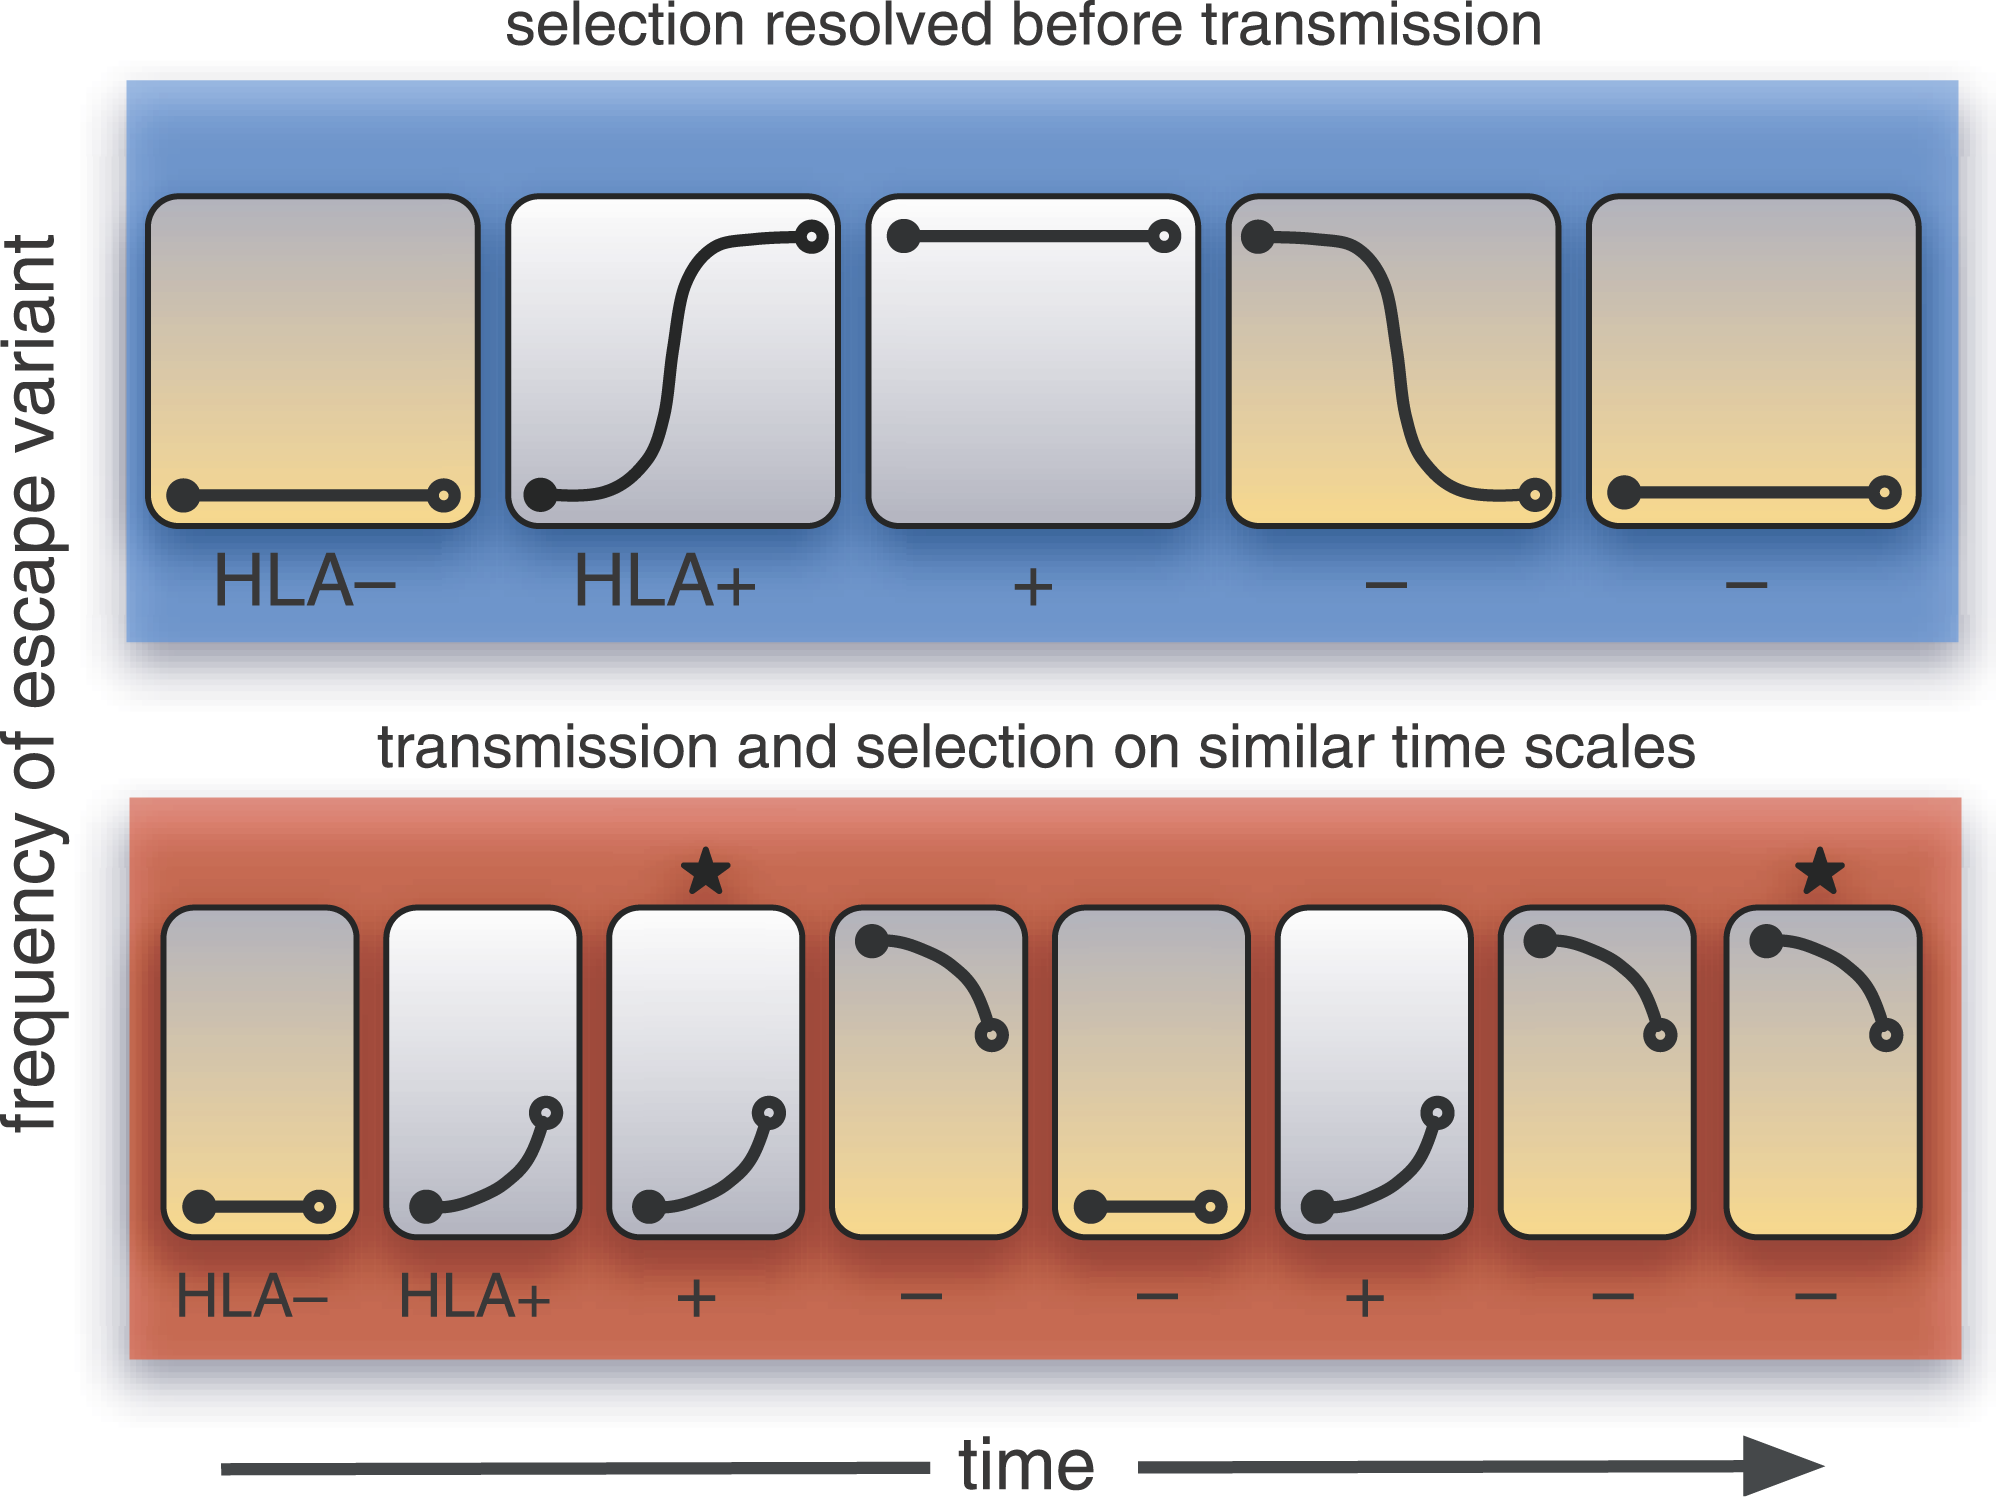 selection resolved before transmission
frequency of escape variant
HLA– HLA+ + – –
transmission and selection on similar time scales
HLA– HLA+ + – – + – –
time